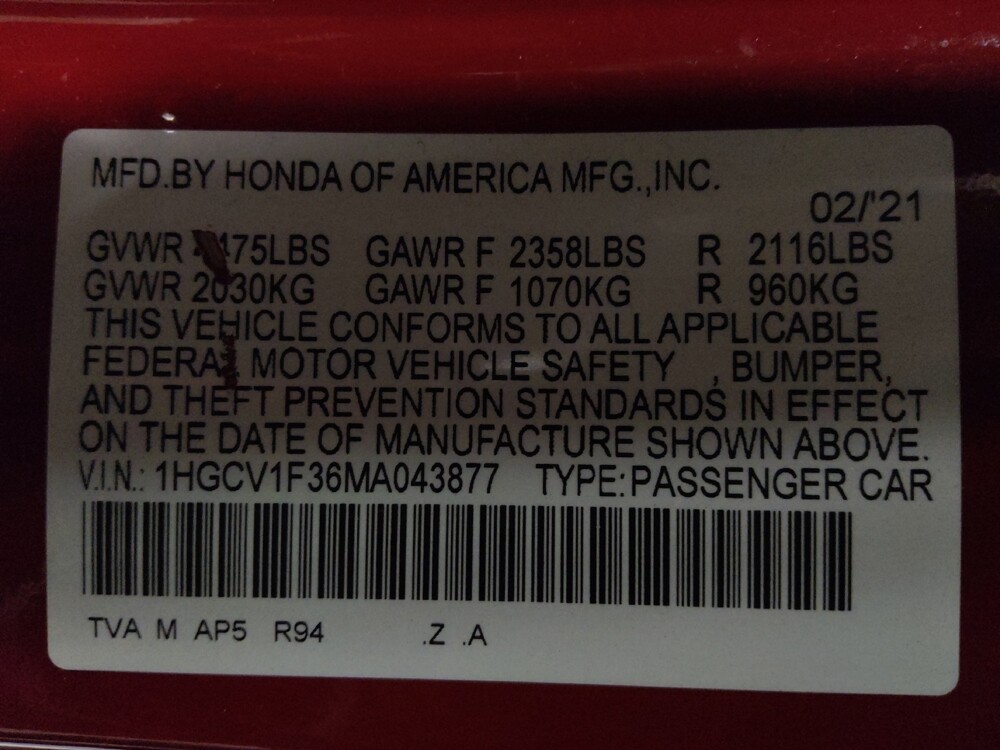 MFD.BY HONDA OF AMERICA MFG.,INC.
02/'21
GVWR 4475LBS GAWR F 2358LBS R 2116LBS
GVWR 2030KG GAWR F 1070KG R 960KG
THIS VEHICLE CONFORMS TO ALL APPLICABLE
FEDERAL MOTOR VEHICLE SAFETY , BUMPER,
AND THEFT PREVENTION STANDARDS IN EFFECT
ON THE DATE OF MANUFACTURE SHOWN ABOVE.
V.I.N.: 1HGCV1F36MA043877 TYPE:PASSENGER CAR
TVA M AP5 R94 .Z .A